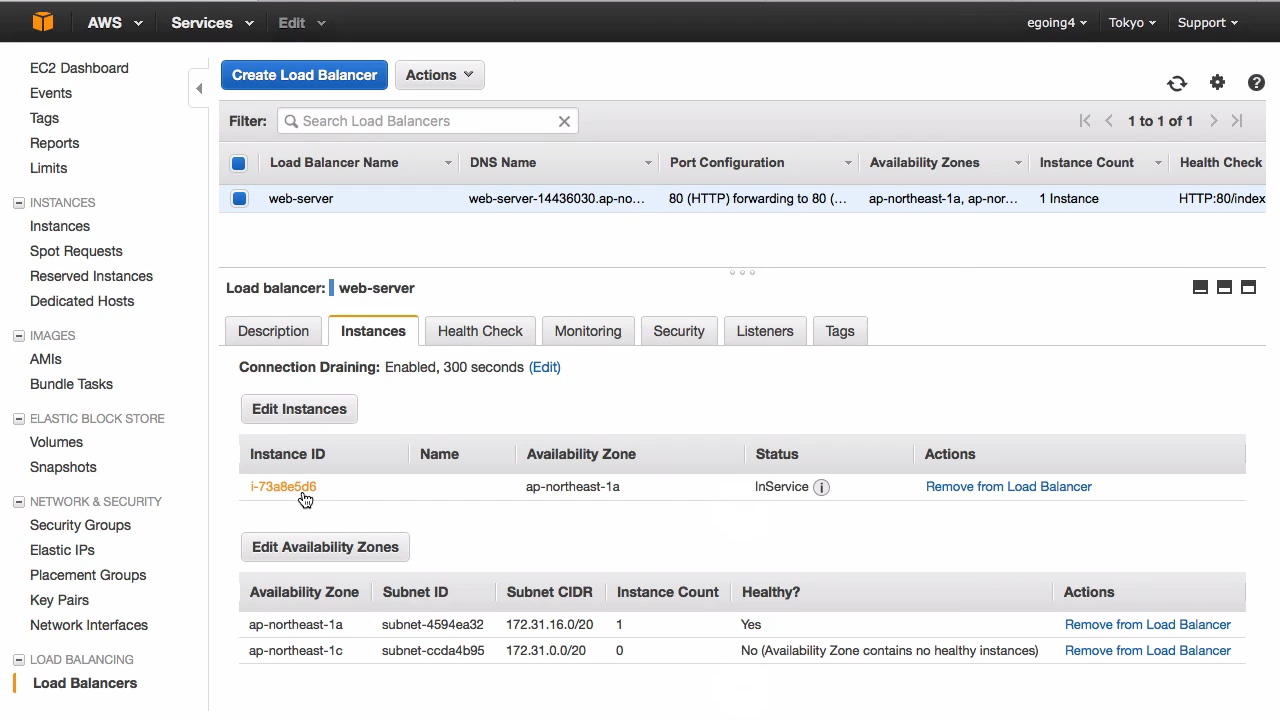 AWS Services Edit egoing4 Tokyo Support
EC2 Dashboard
Events
Tags
Reports
Limits
INSTANCES
Instances
Spot Requests
Reserved Instances
Dedicated Hosts
IMAGES
AMIs
Bundle Tasks
ELASTIC BLOCK STORE
Volumes
Snapshots
NETWORK & SECURITY
Security Groups
Elastic IPs
Placement Groups
Key Pairs
Network Interfaces
LOAD BALANCING
Load Balancers
Create Load Balancer Actions
Filter: Search Load Balancers 1 to 1 of 1
Load Balancer Name DNS Name Port Configuration Availability Zones Instance Count Health Check
web-server web-server-14436030.ap-no... 80 (HTTP) forwarding to 80 (... ap-northeast-1a, ap-nor... 1 Instance HTTP:80/index
Load balancer: web-server
Description Instances Health Check Monitoring Security Listeners Tags
Connection Draining: Enabled, 300 seconds (Edit)
Edit Instances
Instance ID Name Availability Zone Status Actions
i-73a8e5d6 ap-northeast-1a InService Remove from Load Balancer
Edit Availability Zones
Availability Zone Subnet ID Subnet CIDR Instance Count Healthy? Actions
ap-northeast-1a subnet-4594ea32 172.31.16.0/20 1 Yes Remove from Load Balancer
ap-northeast-1c subnet-ccda4b95 172.31.0.0/20 0 No (Availability Zone contains no healthy instances) Remove from Load Balancer